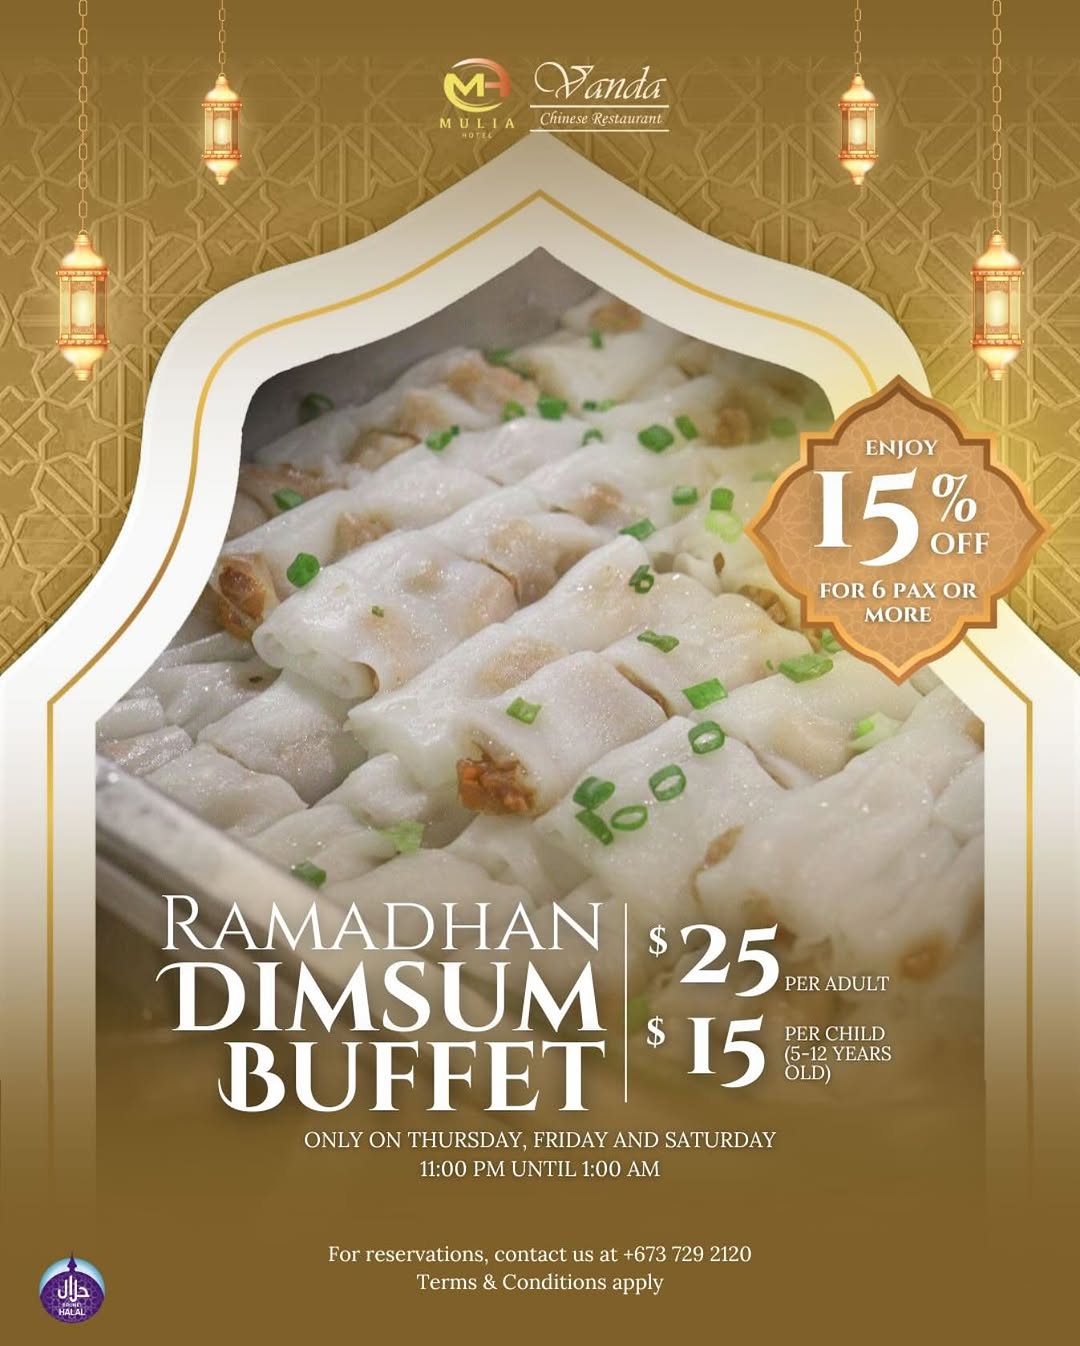 MULIA
HOTEL
Vanda
Chinese Restaurant
ENJOY
15%
OFF
FOR 6 PAX OR
MORE
RAMADHAN
DIMSUM
BUFFET
$ 25 PER ADULT
$ 15 PER CHILD
(5-12 YEARS
OLD)
ONLY ON THURSDAY, FRIDAY AND SATURDAY
11:00 PM UNTIL 1:00 AM
For reservations, contact us at +673 729 2120
Terms & Conditions apply
حلال
BRUNEI
HALAL